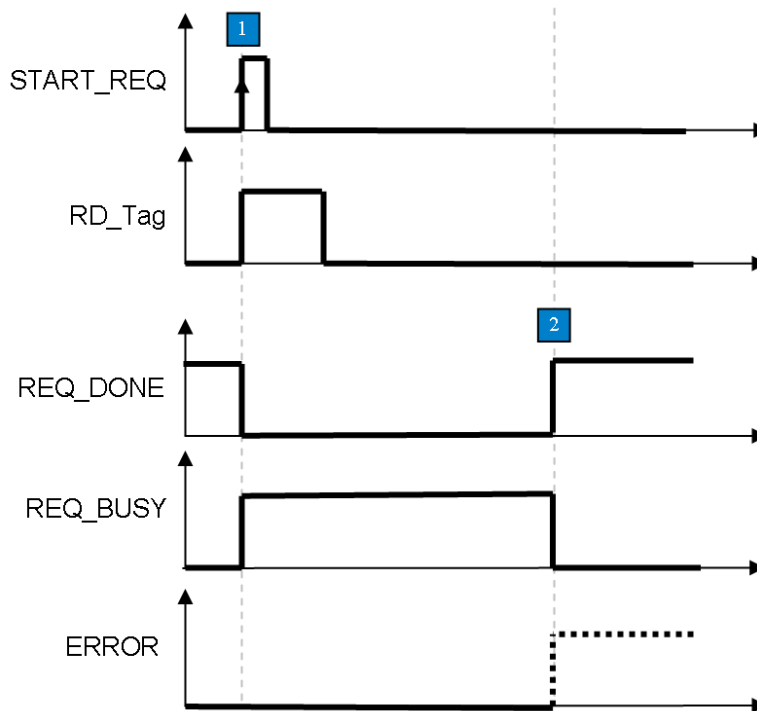 1
START_REQ
RD_Tag
2
REQ_DONE
REQ_BUSY
ERROR